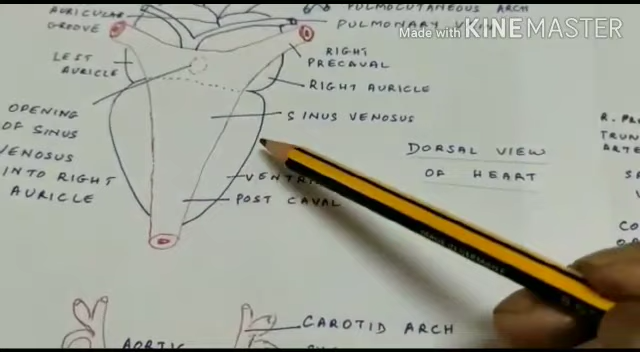 PULMOCUTANEOUS ARCH
AURICULAR
GROOVE
PULMONARY
Made with KINEMASTER
LEFT
AURICLE
RIGHT
PRECAVAL
RIGHT AURICLE
OPENING
OF SINUS
VENOSUS
INTO RIGHT
AURICLE
SINUS VENOSUS
POST CAVAL
DORSAL VIEW
OF HEART
CAROTID ARCH
AORTIC